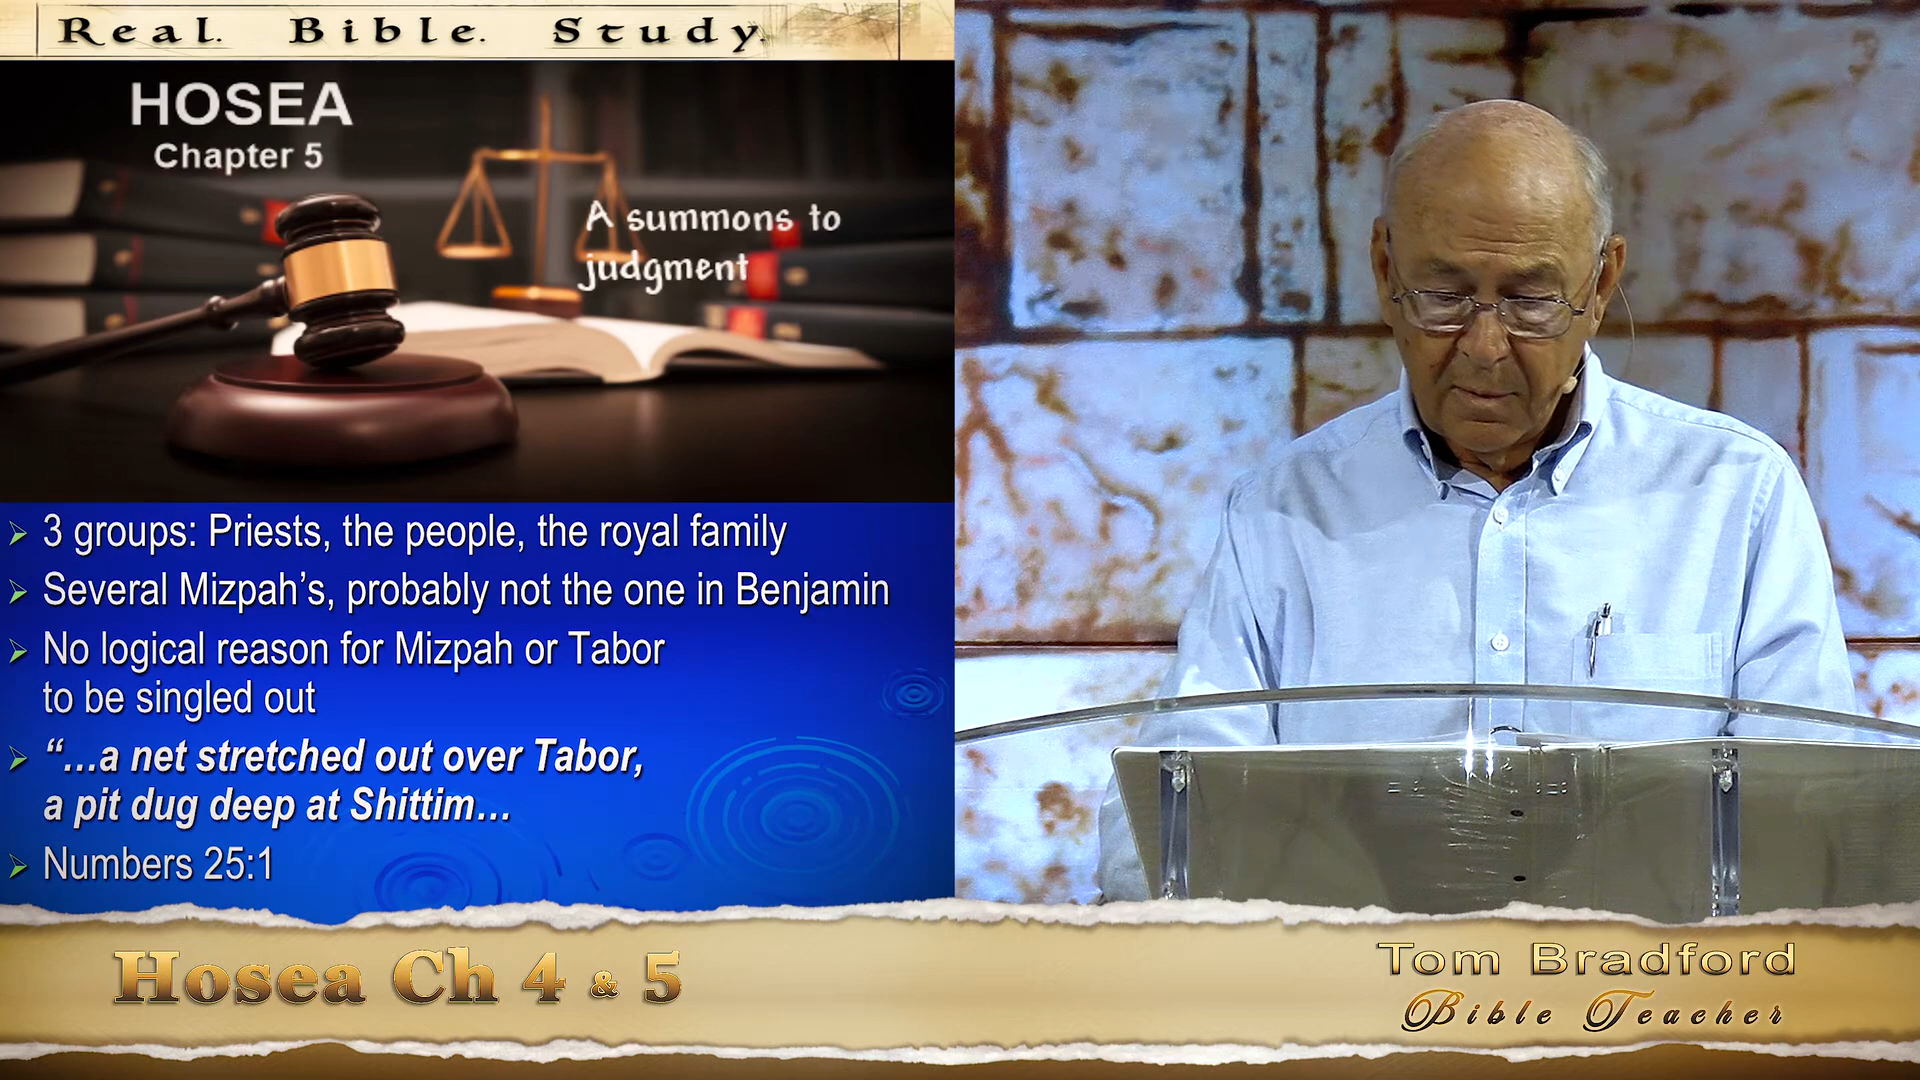 Real. Bible. Study.
HOSEA
Chapter 5
A summons to
judgment
3 groups: Priests, the people, the royal family
Several Mizpah's, probably not the one in Benjamin
No logical reason for Mizpah or Tabor
to be singled out
“…a net stretched out over Tabor,
a pit dug deep at Shittim…
Numbers 25:1
Hosea Ch 4 & 5
Tom Bradford
Bible Teacher